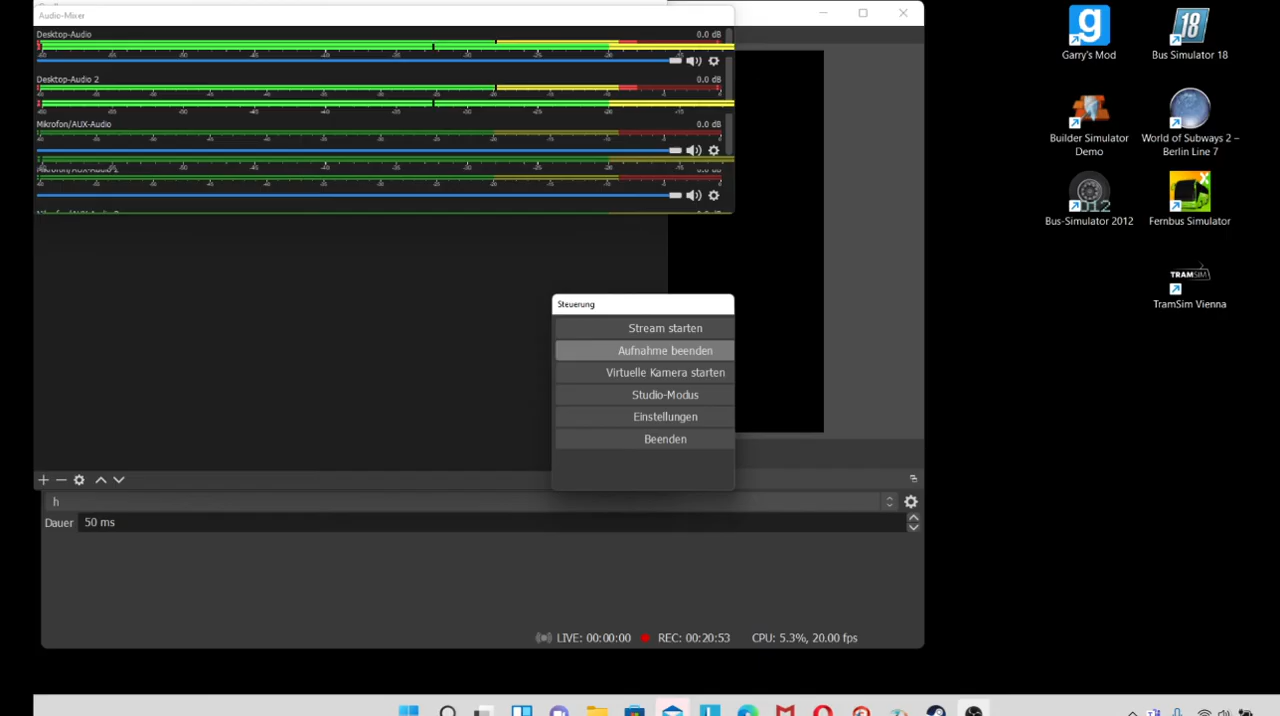 Audio-Mixer
Desktop-Audio 0.0 dB
Desktop-Audio 2 0.0 dB
Mikrofon/AUX-Audio 0.0 dB
Steuerung
Stream starten
Aufnahme beenden
Virtuelle Kamera starten
Studio-Modus
Einstellungen
Beenden
h
Dauer 50 ms
LIVE: 00:00:00 REC: 00:20:53 CPU: 5.3%, 20.00 fps
Garry's Mod
Bus Simulator 18
Builder Simulator
Demo
World of Subways 2 –
Berlin Line 7
Bus-Simulator 2012
Fernbus Simulator
TramSim Vienna
18
TRAMSIM